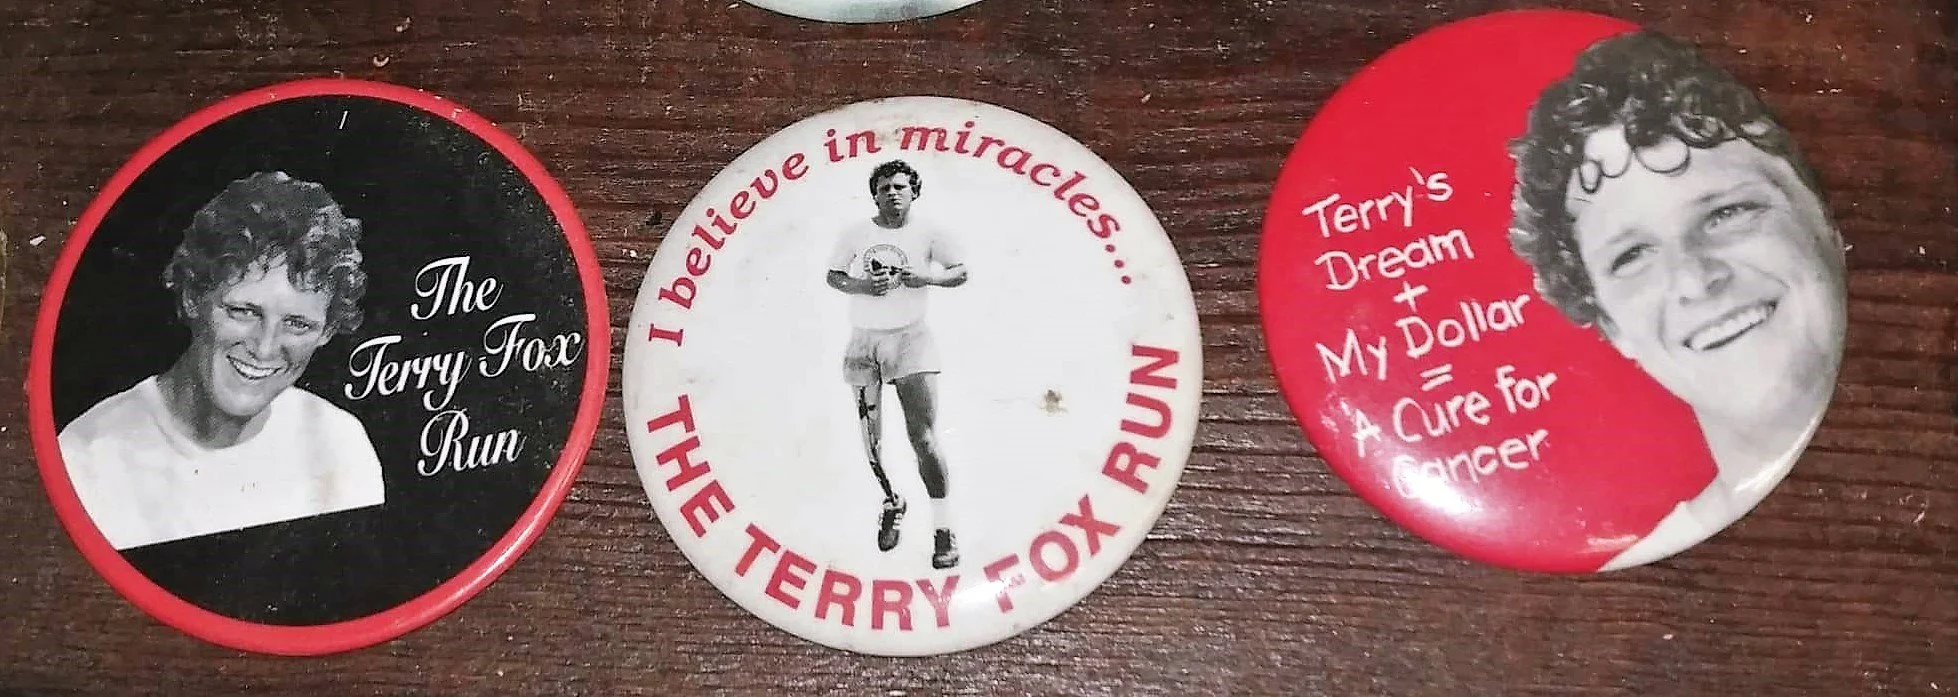 The
Terry Fox
Run
I believe in miracles...
THE TERRY FOX RUN
Terry's
Dream
+
My Dollar
=
A Cure for
Cancer